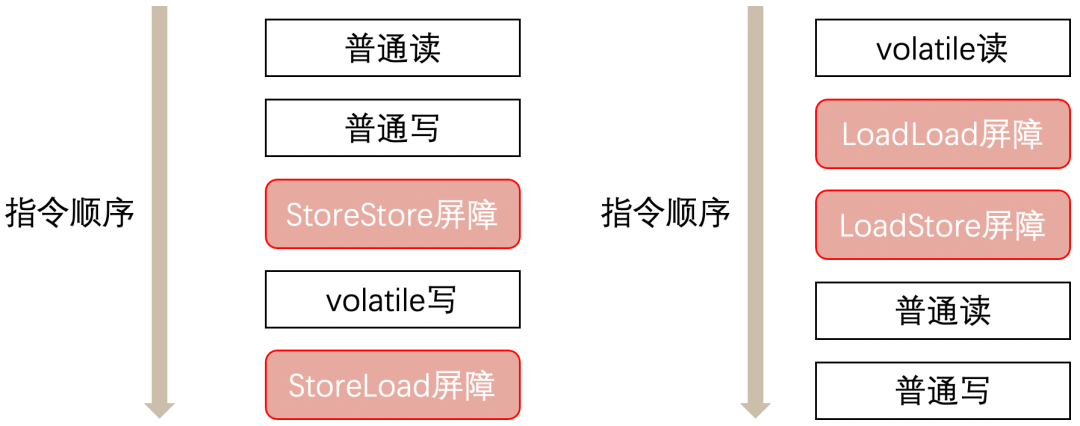 指令顺序
普通读
普通写
StoreStore屏障
volatile写
StoreLoad屏障
指令顺序
volatile读
LoadLoad屏障
LoadStore屏障
普通读
普通写